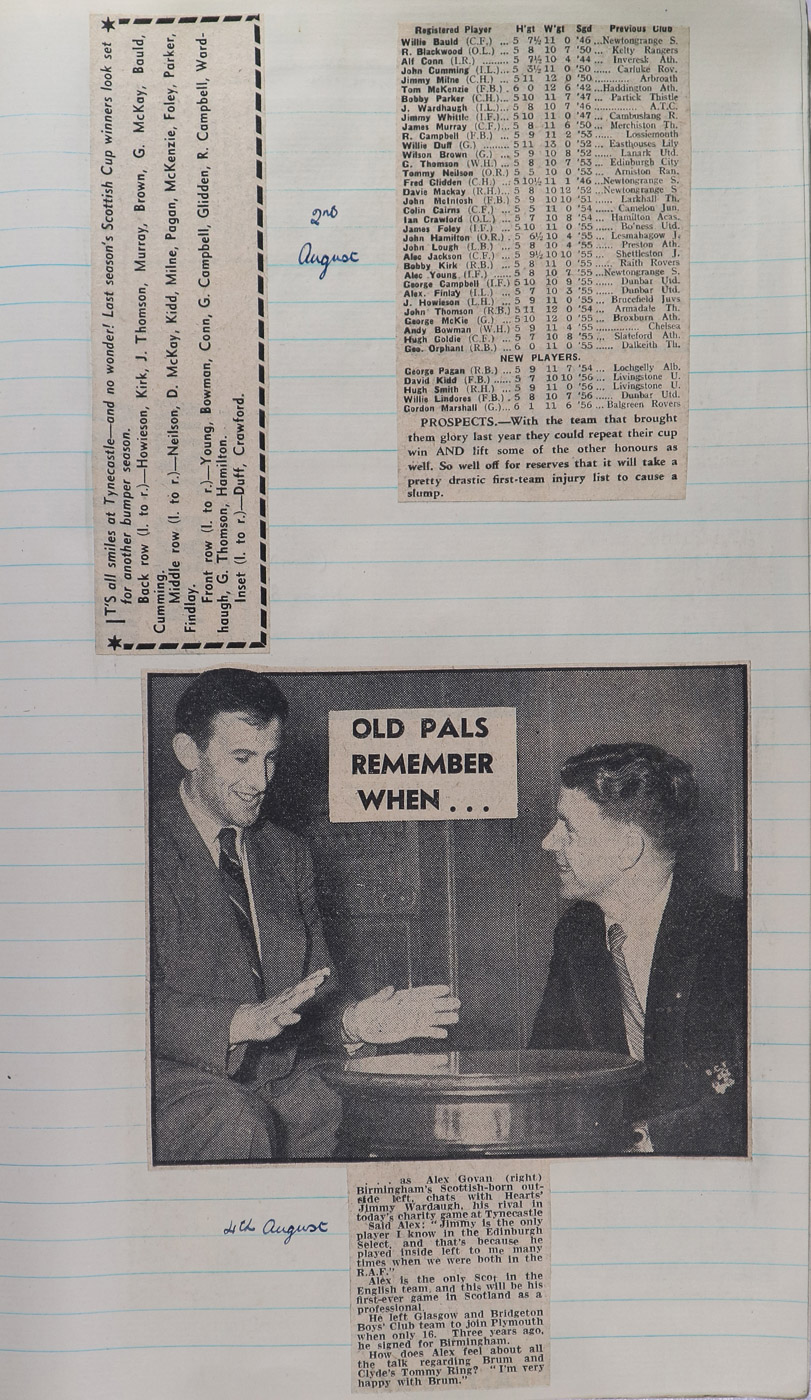 IT'S all smiles at Tynecastle—and no wonder! Last season's Scottish Cup winners look set
for another bumper season.
Back row (l. to r.)—Howieson, Kirk, J. Thomson, Murray, Brown, G. McKay, Bauld,
Cumming.
Middle row (l. to r.)—Neilson, D. McKay, Kidd, Milne, Pagan, McKenzie, Foley, Parker,
Findlay.
Front row (l. to r.)—Young, Bowman, Conn, G. Campbell, Glidden, R. Campbell, Ward-
haugh, G. Thomson, Hamilton.
Inset (l. to r.)—Duff, Crawford.
2nd
August
Registered Player H'gt W'gt Sgd Previous Club
Willie Bauld (C.F.) ... 5 7½ 11 0 '46 ...Newtongrange S.
R. Blackwood (O.L.) ... 5 8 10 7 '50 ... Kelty Rangers
Alf Conn (I.R.) ......... 5 7½ 10 4 '44 ... Inveresk Ath.
John Cumming (I.L.)... 5 11 0 '50 ..... Carluke Rov.
Jimmy Milne (C.H.) ... 5 11 12 0 '50 ............ Arbroath
Tom McKenzie (F.B.) . 6 0 12 6 '42 ...Haddington Ath.
Bobby Parker (C.H.)... 5 10 11 7 '47 ... Partick Thistle
J. Wardhaugh (I.L.)... 5 8 10 7 '46 ............... A.T.C.
Jimmy Whittle (I.F.)... 5 10 11 0 '47 ... Cambuslang R.
James Murray (C.F.)... 5 8 11 6 '50 ... Merchiston Th.
R. Campbell (F.B.) ... 5 9 11 2 '53 ...... Lossiemouth
Willie Duff (G.) ........ 5 11 13 0 '52 ... Easthouses Lily
Wilson Brown (G.) ... 5 9 10 8 '52 ...... Lanark Utd.
G. Thomson (W.H.) ... 5 8 10 7 '53 ... Edinburgh City
Tommy Neilson (O.R.) . 5 5 10 0 '53 ... Arniston Ran.
Fred Glidden (C.H.) ... 5 10½ 11 1 '46 ...Newtongrange S.
Davie Mackay (R.H.) ... 5 8 10 12 '52 ...Newtongrange S
John McIntosh (F.B.) 5 9 10 10 '51 ..... Larkhall Th.
Colin Cairns (C.F.) ... 5 5 11 0 '54 ..... Camelon Jun.
Ian Crawford (O.L.) ... 5 7 10 8 '54 ... Hamilton Acas.
James Foley (I.F.) ..... 5 10 11 0 '55 ...... Bo'ness Utd.
John Hamilton (O.R.) . 5 6½ 10 4 '55 ... Lesmahagow J.
John Lough (L.B.) .... 5 8 10 4 '55 ...... Preston Ath.
Alec Jackson (C.F.) ... 5 9½ 10 10 '55 ..... Shettleston J.
Bobby Kirk (R.B.) ..... 5 8 11 0 '55 ..... Raith Rovers
Alec Young (I.F.) ...... 5 8 10 '55 ...Newtongrange S.
George Campbell (I.F.) 5 10 10 9 '55 ..... Dunbar Utd.
Alex. Finlay (I.L.) ..... 5 7 10 3 '55 ..... Dunbar Utd.
J. Howieson (L.H.) ... 5 9 11 0 '55 ... Brucefield Juvs
John Thomson (R.B.) 5 11 12 0 '54 ... Armadale Th.
George McKie (G.) ... 5 10 12 0 '55 ... Broxburn Ath.
Andy Bowman (W.H.) 5 9 11 4 '55 .............. Chelsea
Hugh Goldie (C.F.) ... 5 7 10 8 '55 ... Slateford Ath.
Geo. Orphant (R.B.) ... 6 0 11 0 '55 ..... Dalkeith Th.
NEW PLAYERS.
George Pagan (R.B.) ... 5 9 11 7 '54 ... Lochgelly Alb.
David Kidd (F.B.) ..... 5 7 10 10 '56 ... Livingstone U.
Hugh Smith (R.H.) ... 5 9 11 0 '56 ... Livingstone U.
Willie Lindores (F.B.) . 5 8 10 7 '56 ...... Dunbar Utd.
Gordon Marshall (G.)... 6 1 11 6 '56 ... Balgreen Rovers
PROSPECTS.—With the team that brought
them glory last year they could repeat their cup
win AND lift some of the other honours as
well. So well off for reserves that it will take a
pretty drastic first-team injury list to cause a
slump.
OLD PALS
REMEMBER
WHEN . . .
4th August
. . . as Alex Govan (right)
Birmingham's Scottish-born out-
side left, chats with Hearts'
Jimmy Wardaugh, his rival in
today's charity game at Tynecastle
Said Alex: "Jimmy is the only
player I know in the Edinburgh
Select, and that's because he
played inside left to me many
times when we were both in the
R.A.F."
Alex is the only Scot in the
English team, and this will be his
first-ever game in Scotland as a
professional.
He left Glasgow and Bridgeton
Boys' Club team to join Plymouth
when only 16. Three years ago,
he signed for Birmingham.
How does Alex feel about all
the talk regarding Brum and
Clyde's Tommy Ring? "I'm very
happy with Brum."